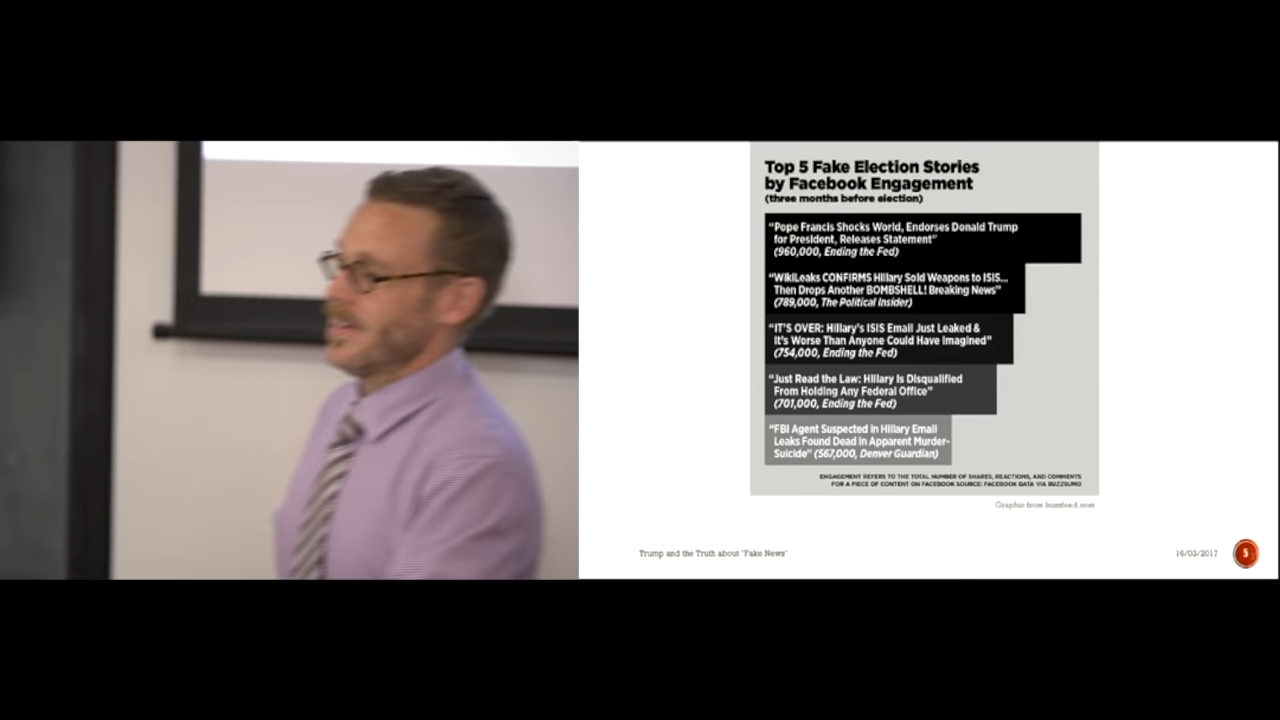 Top 5 Fake Election Stories
by Facebook Engagement
(three months before election)
"Pope Francis Shocks World, Endorses Donald Trump
for President, Releases Statement"
(960,000, Ending the Fed)
"WikiLeaks CONFIRMS Hillary Sold Weapons to ISIS...
Then Drops Another BOMBSHELL! Breaking News"
(789,000, The Political Insider)
"IT'S OVER: Hillary's ISIS Email Just Leaked &
It's Worse Than Anyone Could Have Imagined"
(754,000, Ending the Fed)
"Just Read the Law: Hillary Is Disqualified
From Holding Any Federal Office"
(701,000, Ending the Fed)
"FBI Agent Suspected in Hillary Email
Leaks Found Dead in Apparent Murder-
Suicide" (567,000, Denver Guardian)
ENGAGEMENT REFERS TO THE TOTAL NUMBER OF SHARES, REACTIONS, AND COMMENTS
FOR A PIECE OF CONTENT ON FACEBOOK SOURCE: FACEBOOK DATA VIA BUZZSUMO
Graphic from buzzfeed.com
Trump and the Truth about "Fake News"
16/03/2017
5